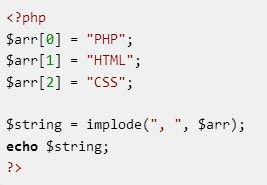 <?php
$arr[0] = "PHP";
$arr[1] = "HTML";
$arr[2] = "CSS";
$string = implode(", ", $arr);
echo $string;
?>